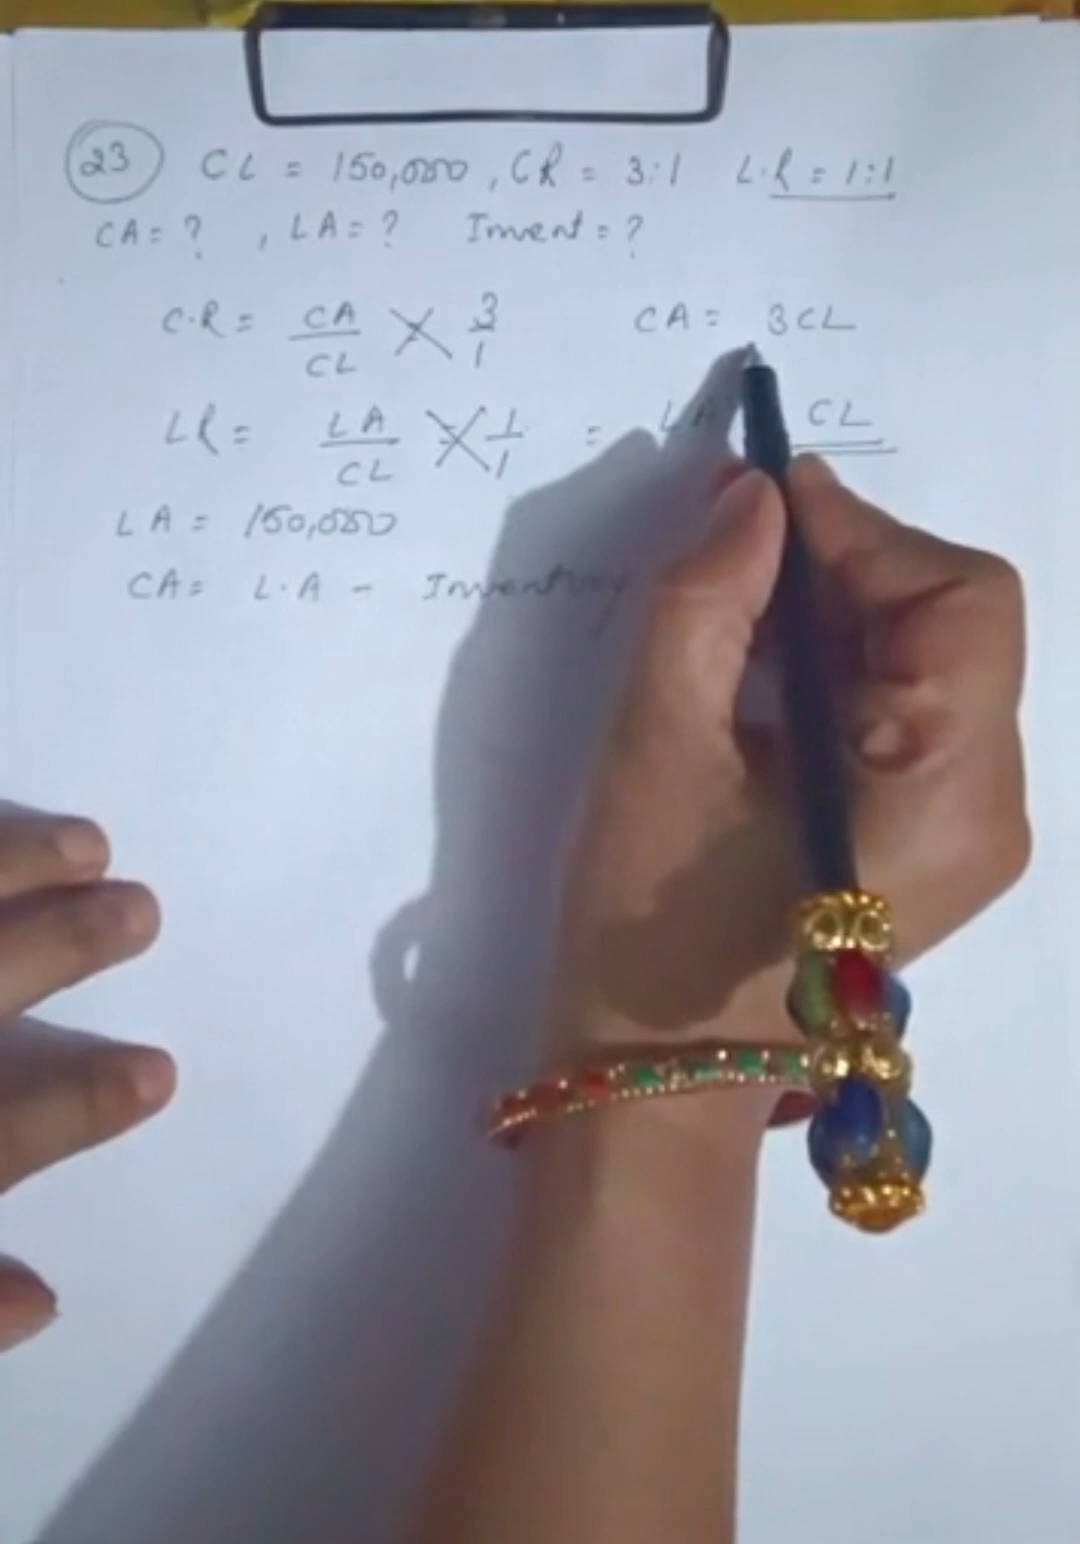 23 CL = 150,000 , CR = 3:1 L.R = 1:1
CA = ? , LA = ? Invent = ?
C.R = CA/CL × 3/1 CA = 3CL
LR = LA/CL × 1/1 = LA CL
LA = 150,000
CA = L.A - Inventory